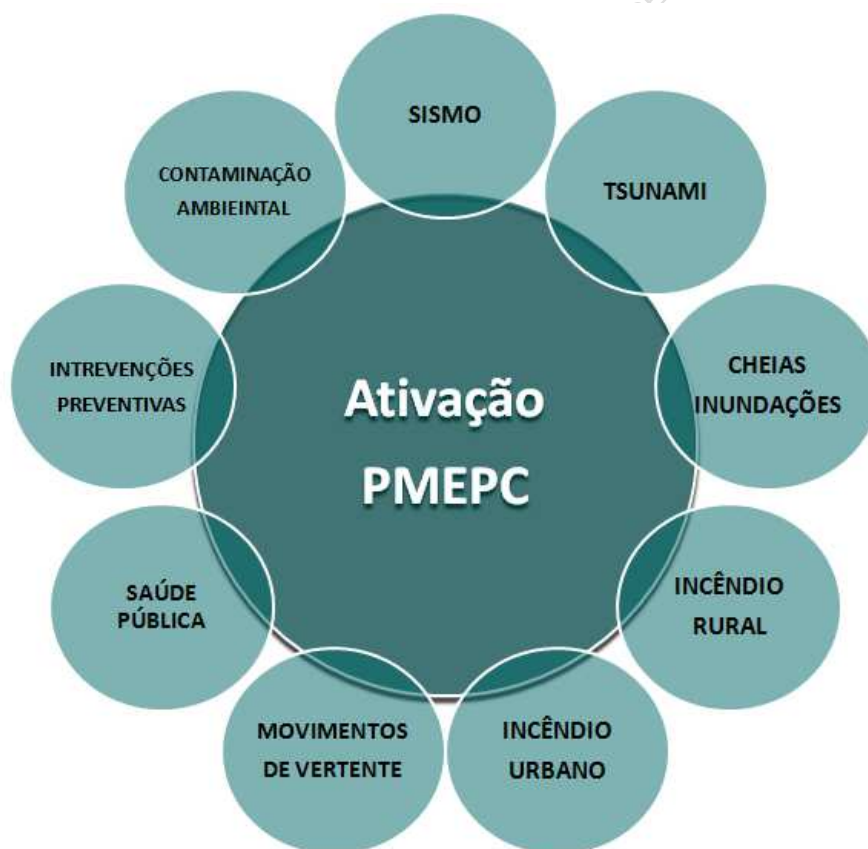 SISMO
TSUNAMI
CHEIAS
INUNDAÇÕES
INCÊNDIO
RURAL
INCÊNDIO
URBANO
MOVIMENTOS
DE VERTENTE
SAÚDE
PÚBLICA
INTREVENÇÕES
PREVENTIVAS
CONTAMINAÇÃO
AMBIEINTAL
Ativação
PMEPC